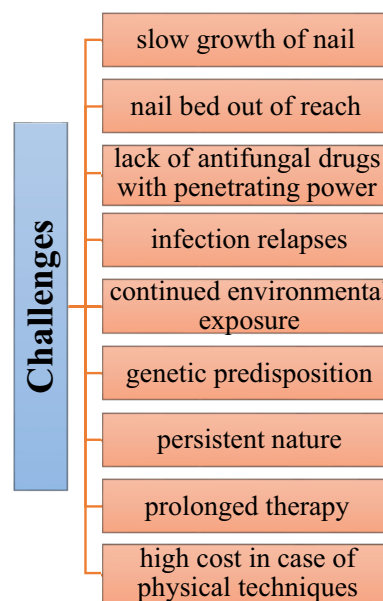 Challenges
slow growth of nail
nail bed out of reach
lack of antifungal drugs
with penetrating power
infection relapses
continued environmental
exposure
genetic predisposition
persistent nature
prolonged therapy
high cost in case of
physical techniques